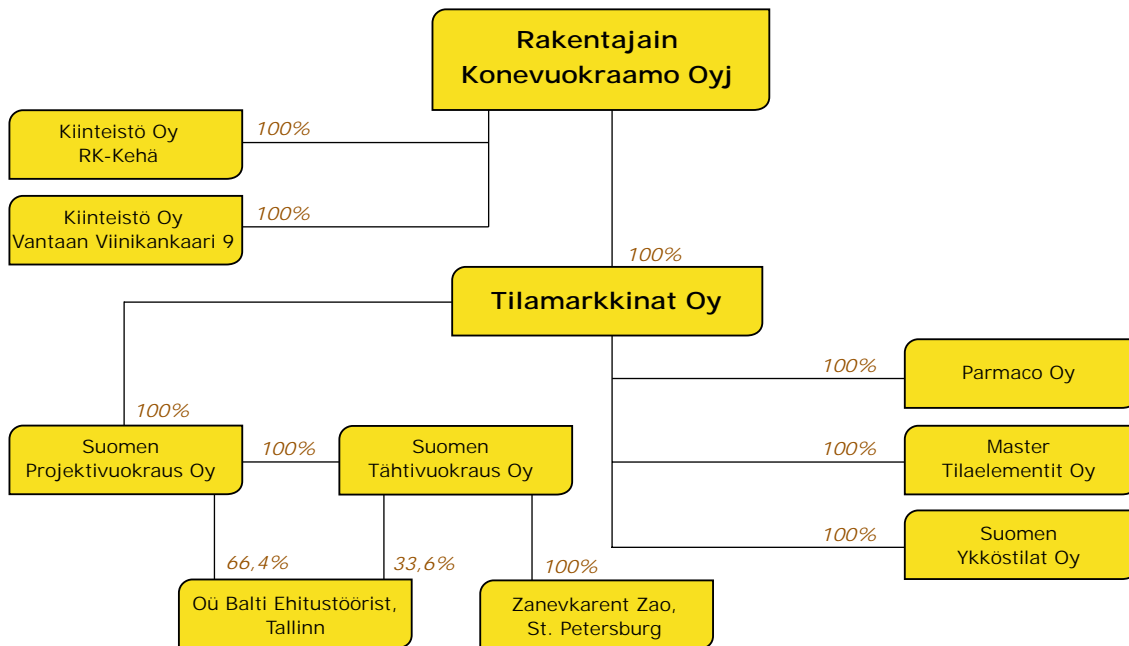 Rakentajain
Konevuokraamo Oyj
Kiinteistö Oy
RK-Kehä
100%
Kiinteistö Oy
Vantaan Viinikankaari 9
100%
100%
Tilamarkkinat Oy
100%
Parmaco Oy
100%
Suomen
Projektivuokraus Oy
100%
Suomen
Tähtivuokraus Oy
100%
Master
Tilaelementit Oy
100%
Suomen
Ykköstilat Oy
66,4%
33,6%
100%
Oü Balti Ehitustöörist,
Tallinn
Zanevkarent Zao,
St. Petersburg